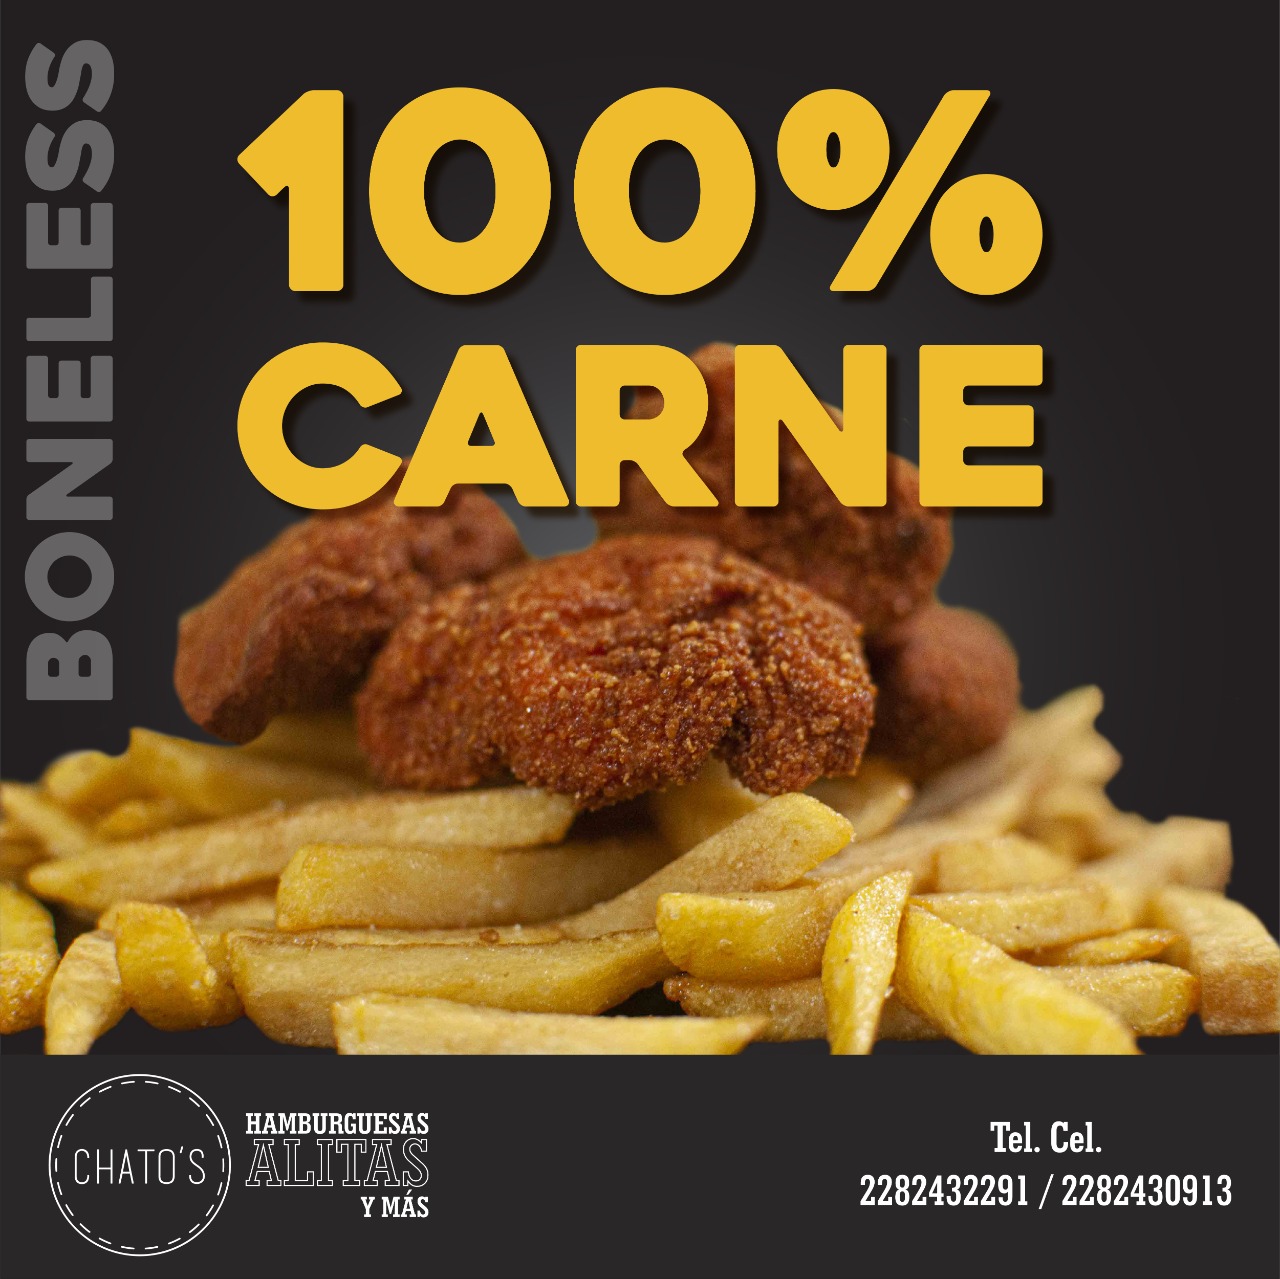 BONELESS
100%
CARNE
CHATO'S
HAMBURGUESAS
ALITAS
Y MÁS
Tel. Cel.
2282432291 / 2282430913